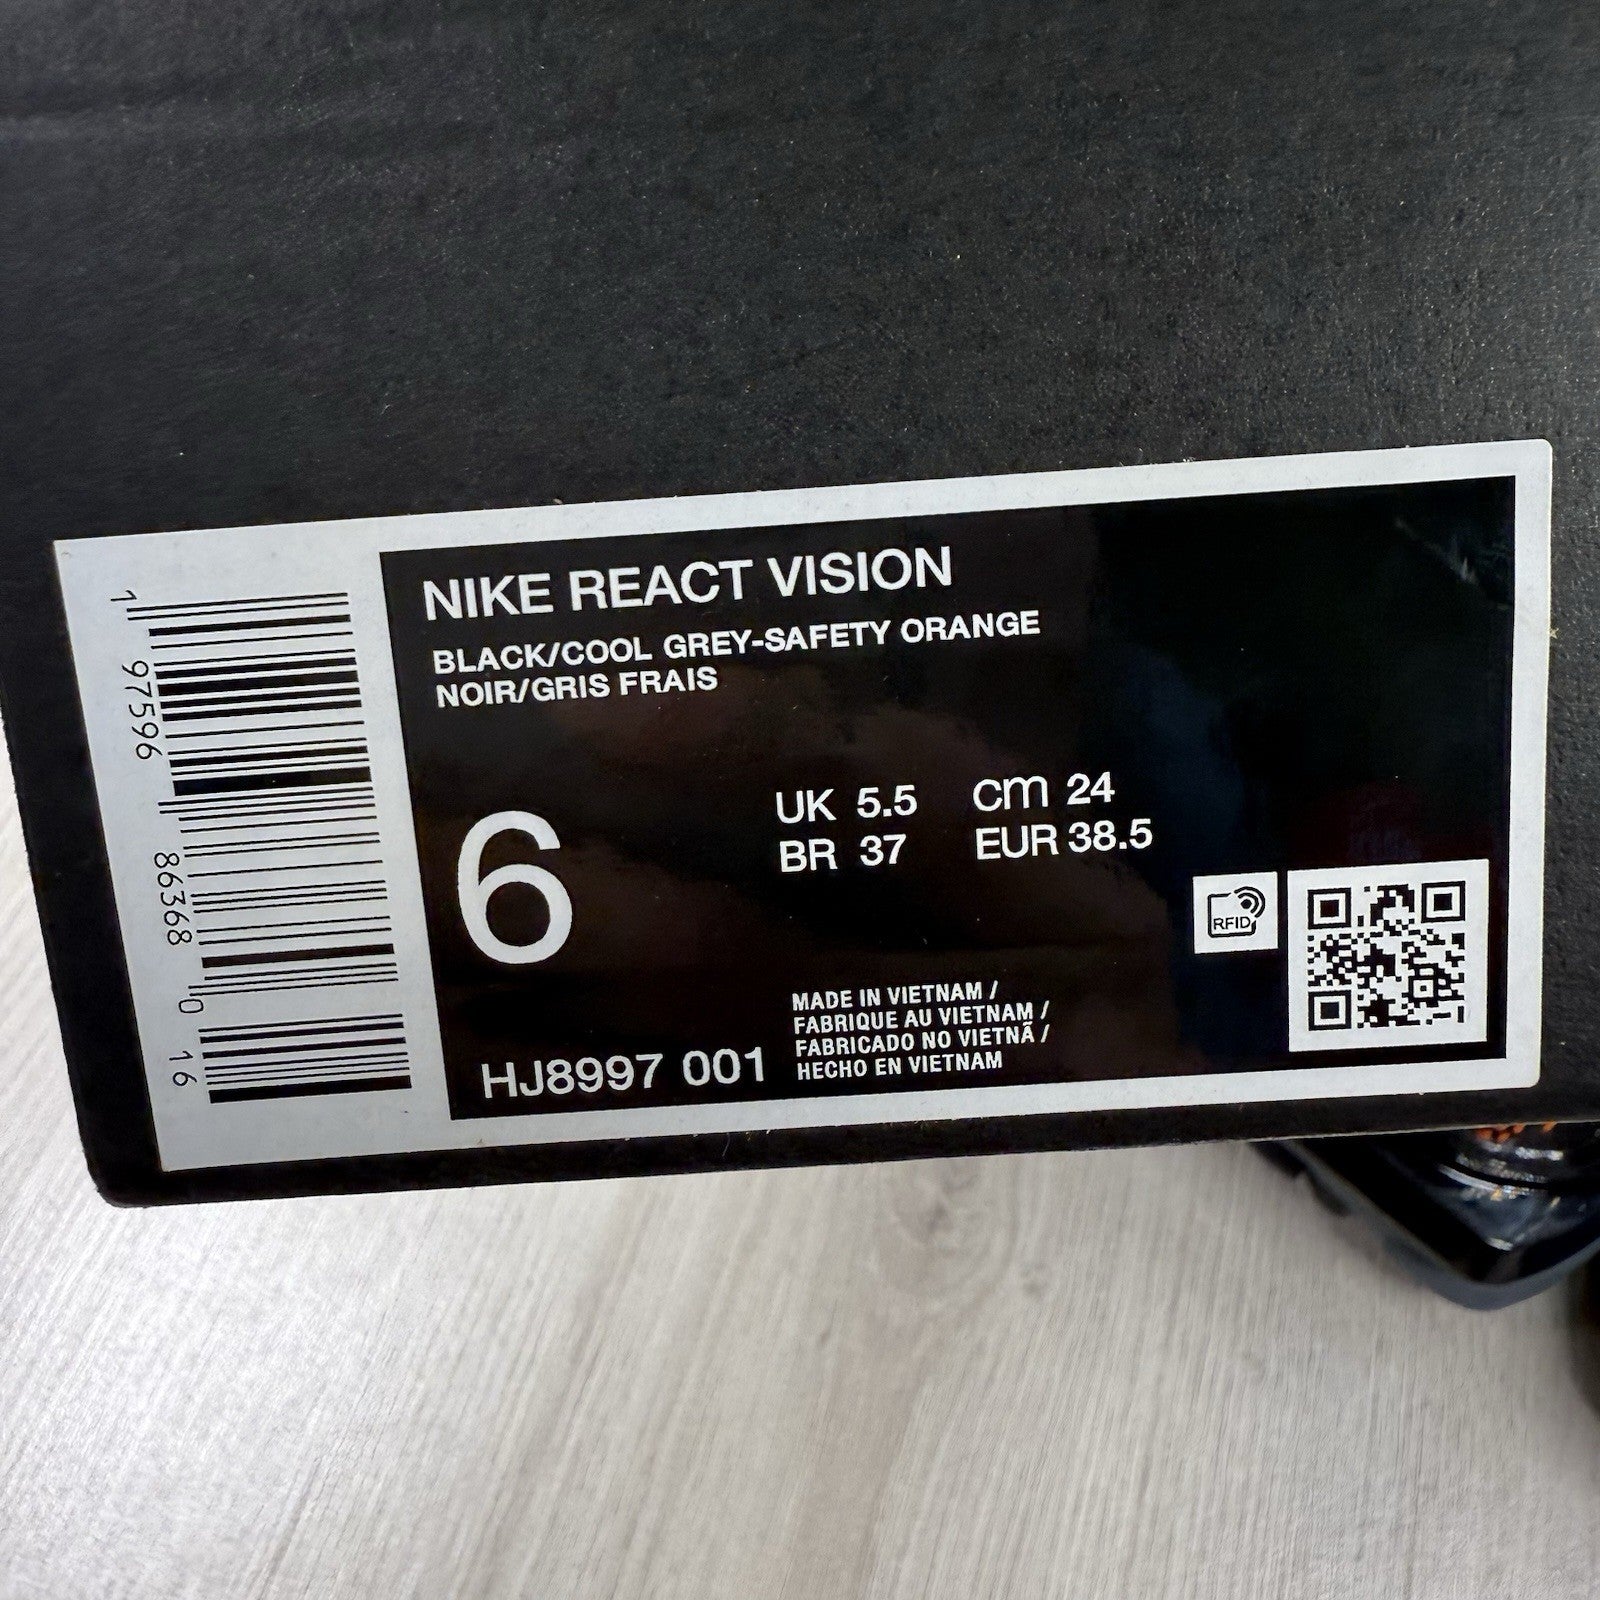 NIKE REACT VISION
BLACK/COOL GREY-SAFETY ORANGE
NOIR/GRIS FRAIS
6
UK 5.5 cm 24
BR 37 EUR 38.5
RFID
MADE IN VIETNAM /
FABRIQUE AU VIETNAM /
FABRICADO NO VIETNÃ /
HECHO EN VIETNAM
HJ8997 001
1 97596 86368 0 16